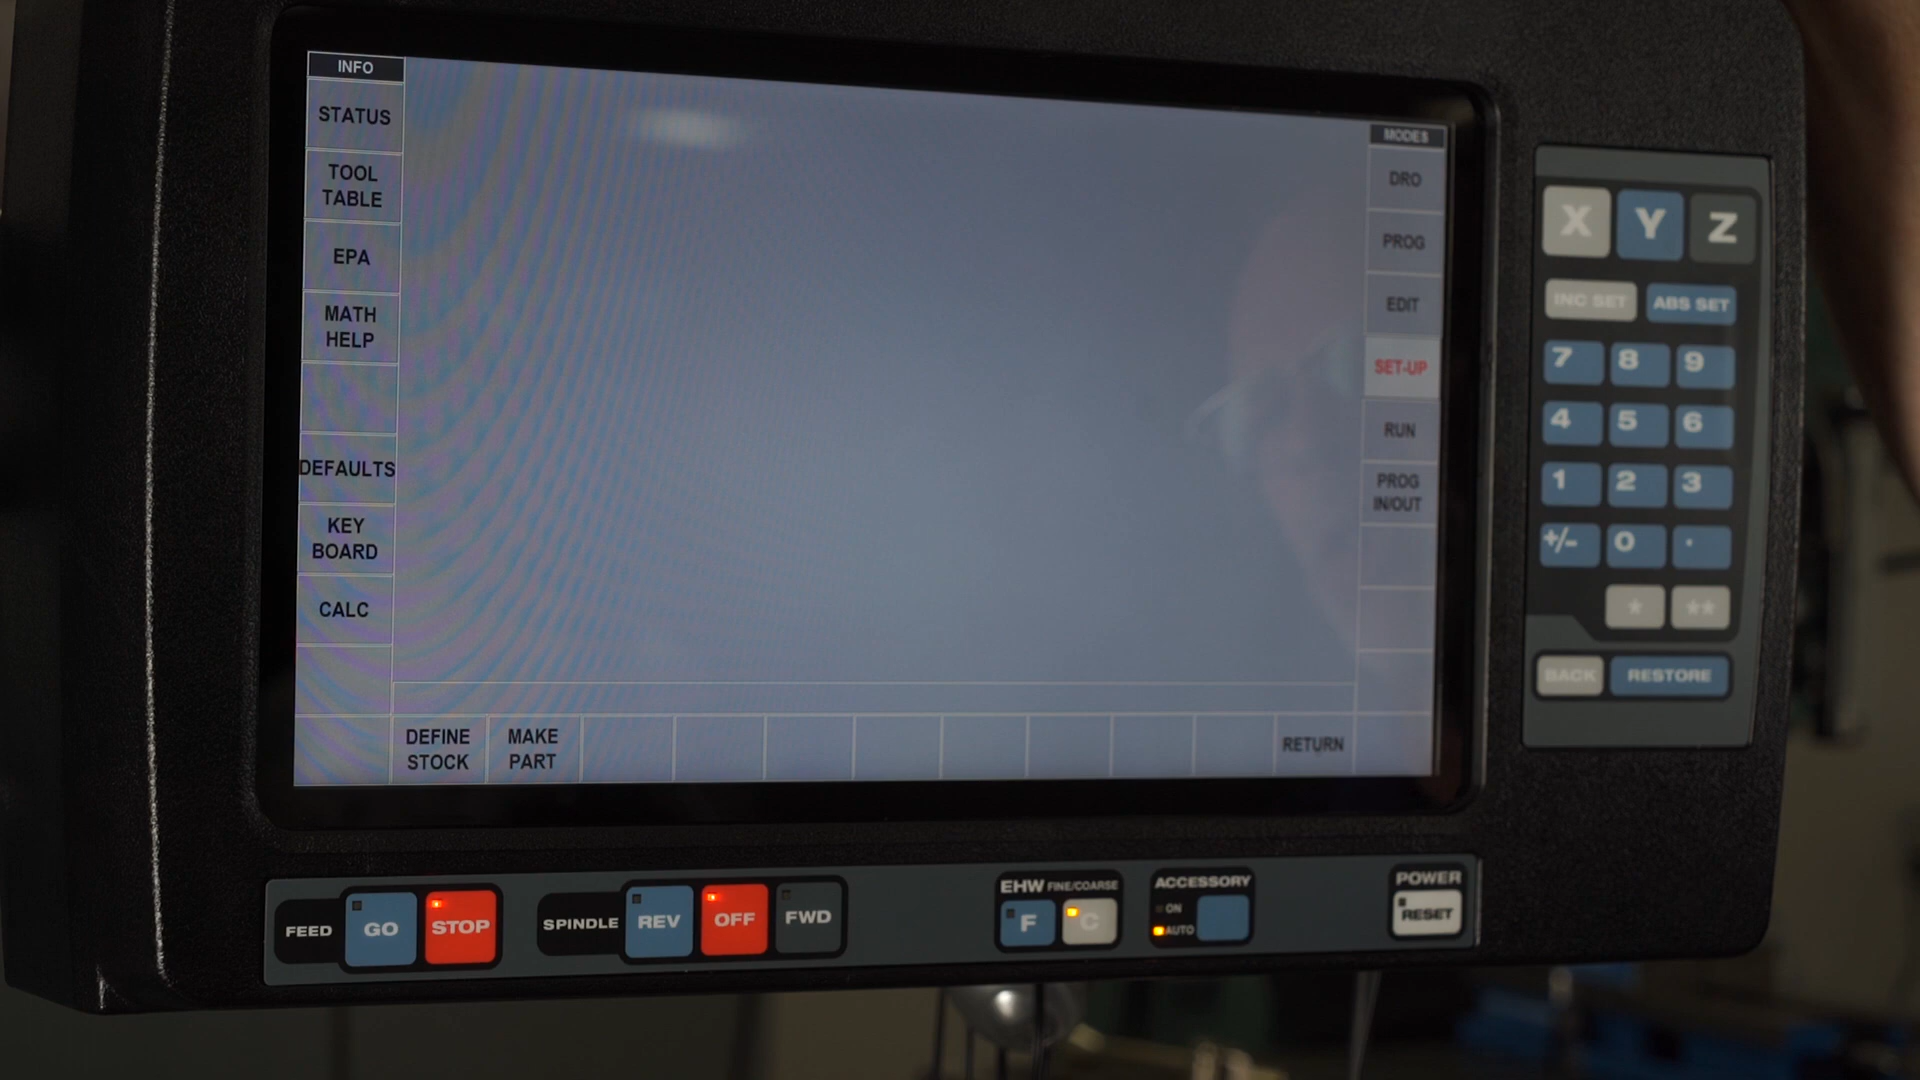 INFO
STATUS
TOOL
TABLE
EPA
MATH
HELP
DEFAULTS
KEY
BOARD
CALC
DEFINE
STOCK
MAKE
PART
RETURN
MODES
DRO
PROG
EDIT
SET-UP
RUN
PROG
IN/OUT
X Y Z
INC SET ABS SET
7 8 9
4 5 6
1 2 3
+/- 0 .
* **
BACK RESTORE
FEED GO STOP
SPINDLE REV OFF FWD
EHW FINE/COARSE
F C
ACCESSORY
ON
AUTO
POWER
RESET